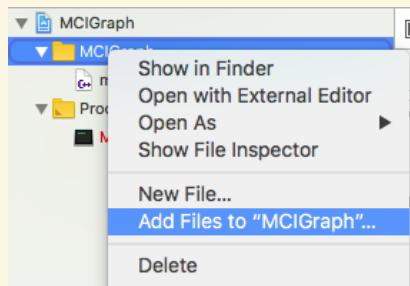 MCIGraph
MCIGraph
Show in Finder
Open with External Editor
Open As
Show File Inspector
New File...
Add Files to “MCIGraph”...
Delete